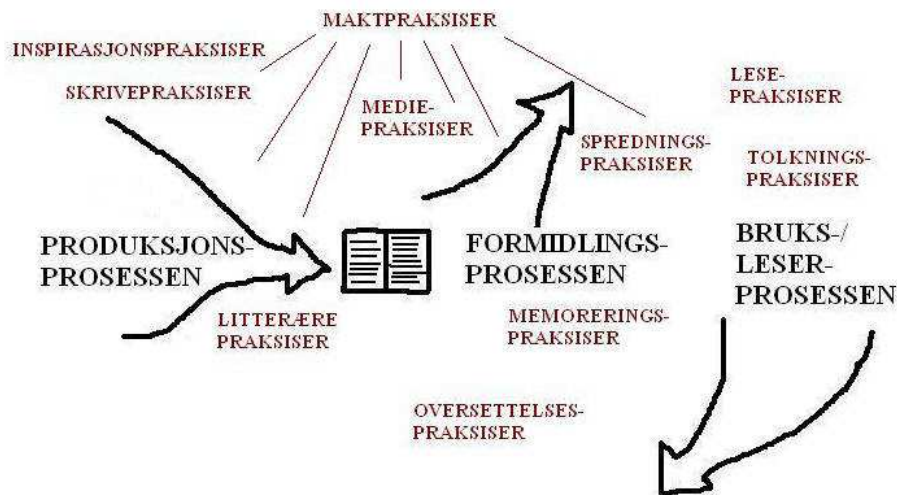 MAKTPRAKSISER
INSPIRASJONSPRAKSISER
SKRIVEPRAKSISER
MEDIE-
PRAKSISER
LESE-
PRAKSISER
SPREDNINGS-
PRAKSISER
TOLKNINGS-
PRAKSISER
PRODUKSJONS-
PROSESSEN
FORMIDLINGS-
PROSESSEN
BRUKS-/
LESER-
PROSESSEN
LITTERÆRE
PRAKSISER
MEMORERINGS-
PRAKSISER
OVERSETTELSES-
PRAKSISER